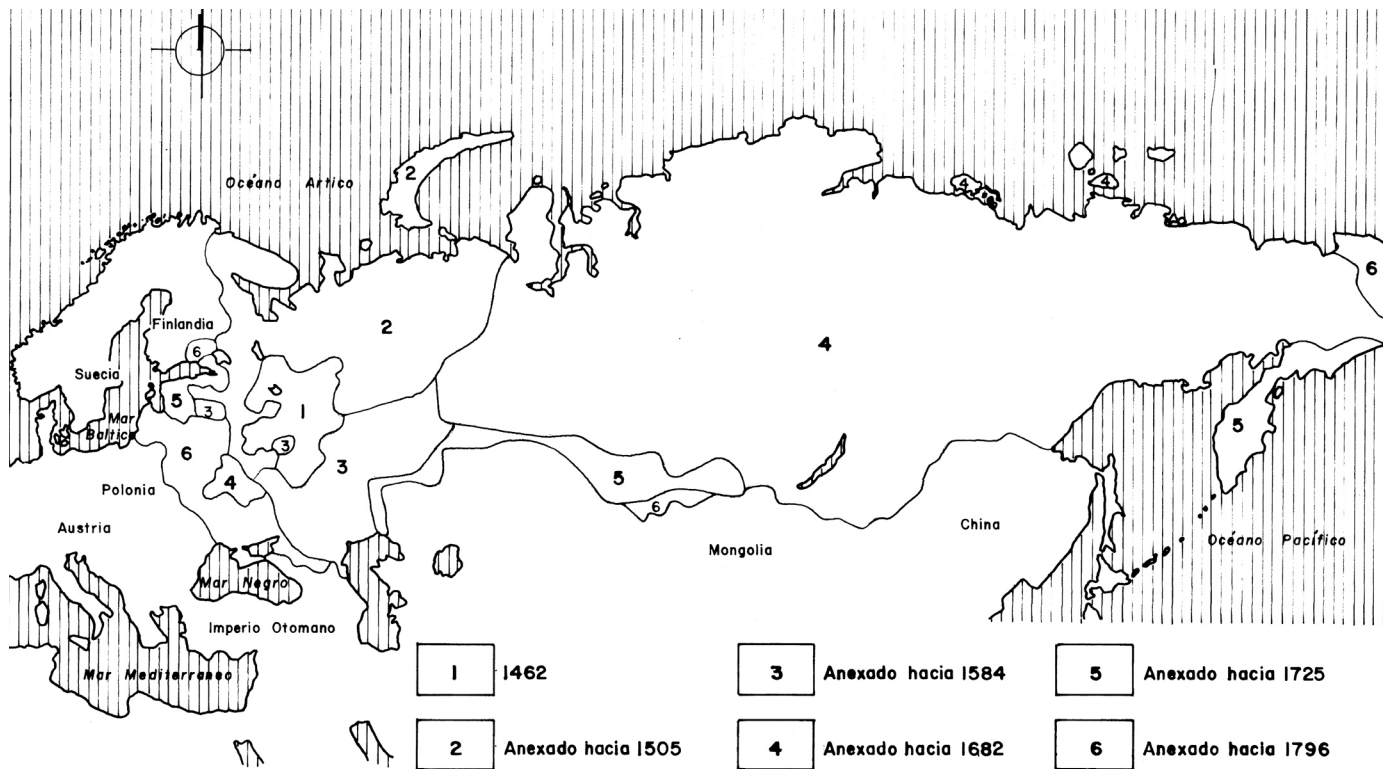 2
Océano Artico
4
4
6
2
Finlandia
6
4
Suecia
5
3
1
Mar
Baltico
3
6
3
5
5
4
6
Polonia
China
Austria
Mongolia
Océano Pacífico
Mar Negro
Imperio Otomano
Mar Mediterraneo
1 1462
2 Anexado hacia 1505
3 Anexado hacia 1584
4 Anexado hacia 1682
5 Anexado hacia 1725
6 Anexado hacia 1796